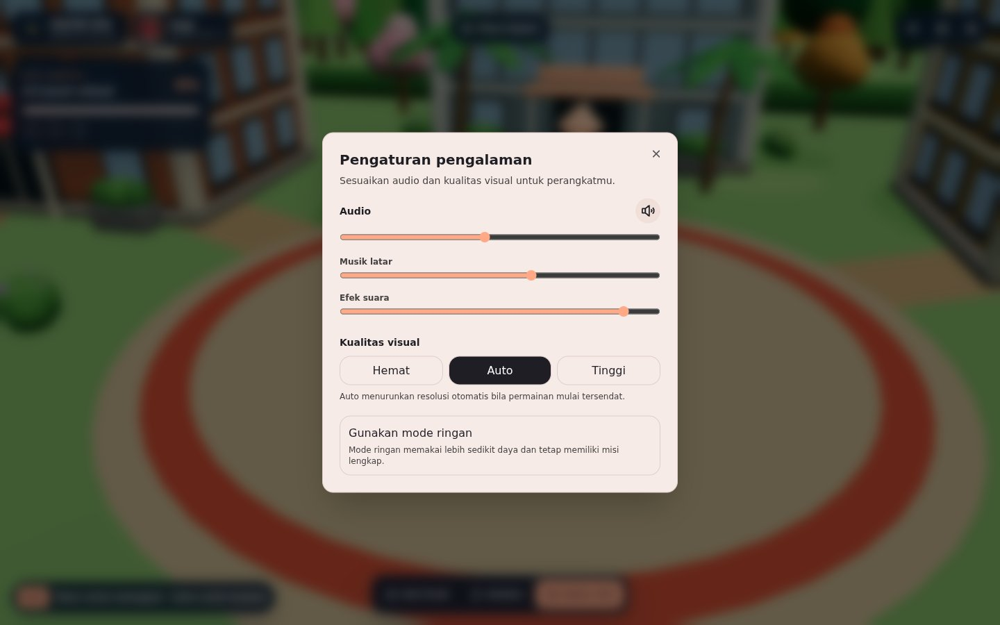 Pengaturan pengalaman
Sesuaikan audio dan kualitas visual untuk perangkatmu.
Audio
Musik latar
Efek suara
Kualitas visual
Hemat
Auto
Tinggi
Auto menurunkan resolusi otomatis bila permainan mulai tersendat.
Gunakan mode ringan
Mode ringan memakai lebih sedikit daya dan tetap memiliki misi
lengkap.